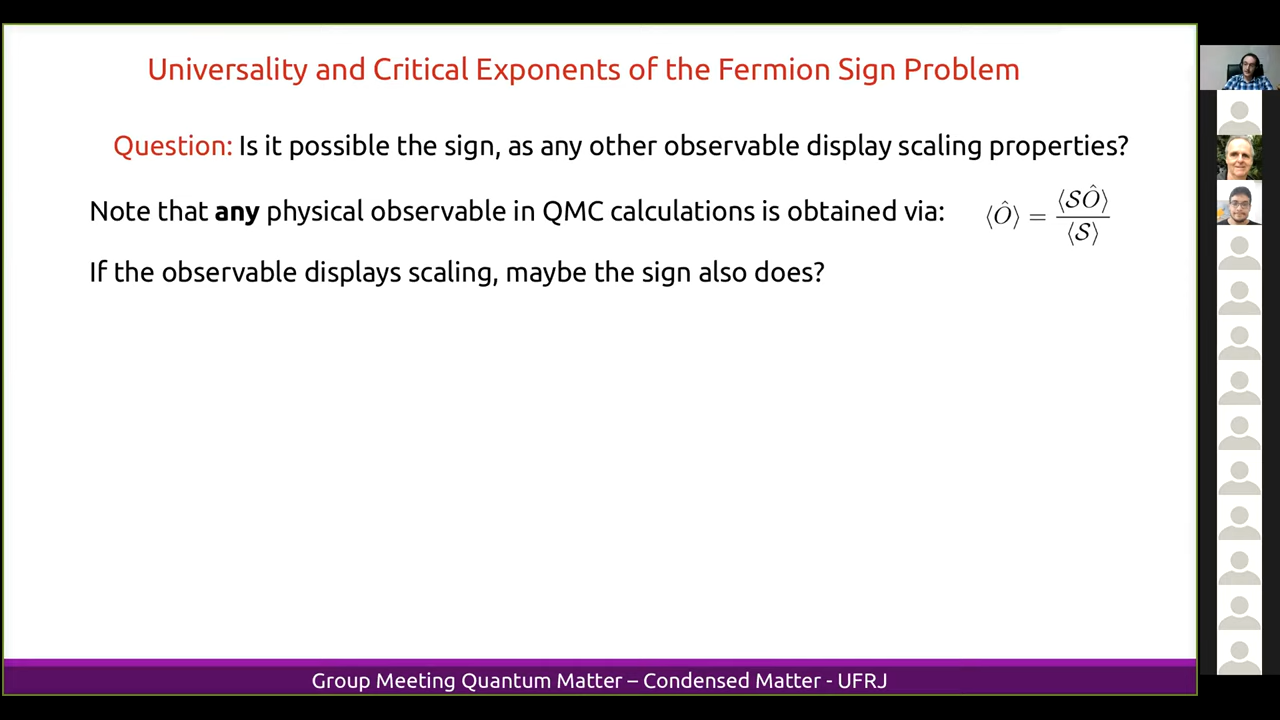 Universality and Critical Exponents of the Fermion Sign Problem
Question: Is it possible the sign, as any other observable display scaling properties?
Note that any physical observable in QMC calculations is obtained via: ⟨Ô⟩ = ⟨𝒮Ô⟩ / ⟨𝒮⟩
If the observable displays scaling, maybe the sign also does?
Group Meeting Quantum Matter – Condensed Matter - UFRJ